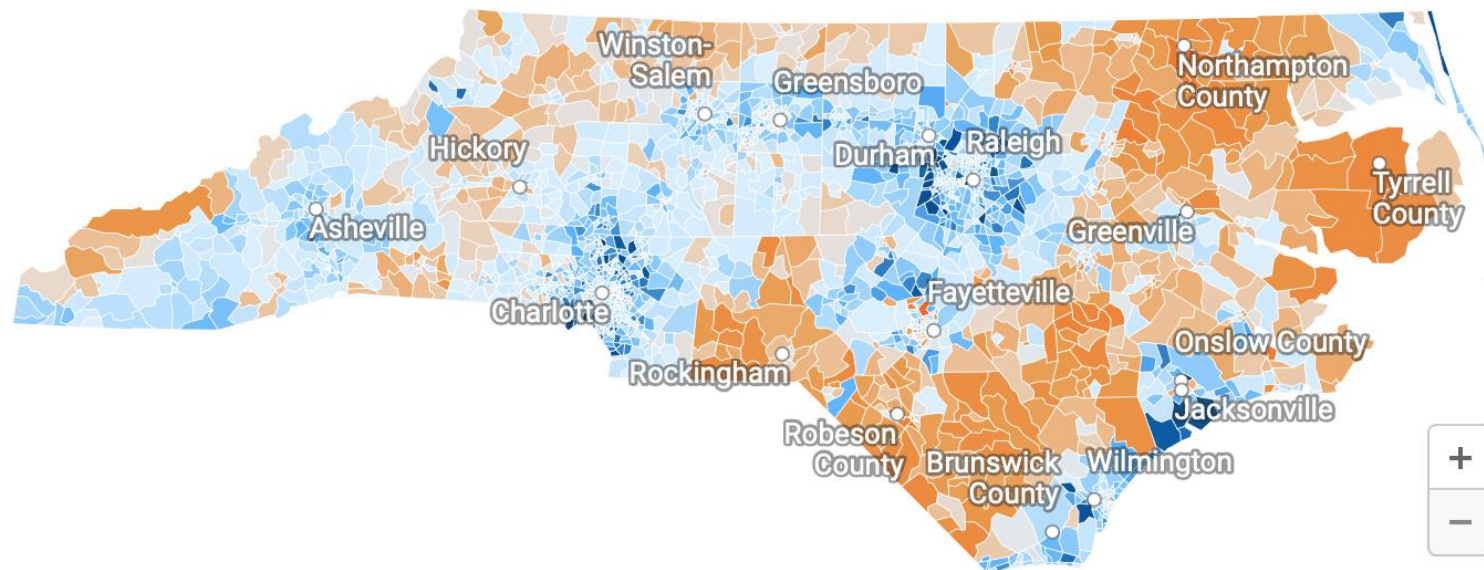 Winston-
Salem
Greensboro
Northampton
County
Hickory
Durham
Raleigh
Tyrrell
County
Asheville
Greenville
Charlotte
Fayetteville
Rockingham
Onslow County
Jacksonville
Robeson
County
Brunswick
County
Wilmington
+
−